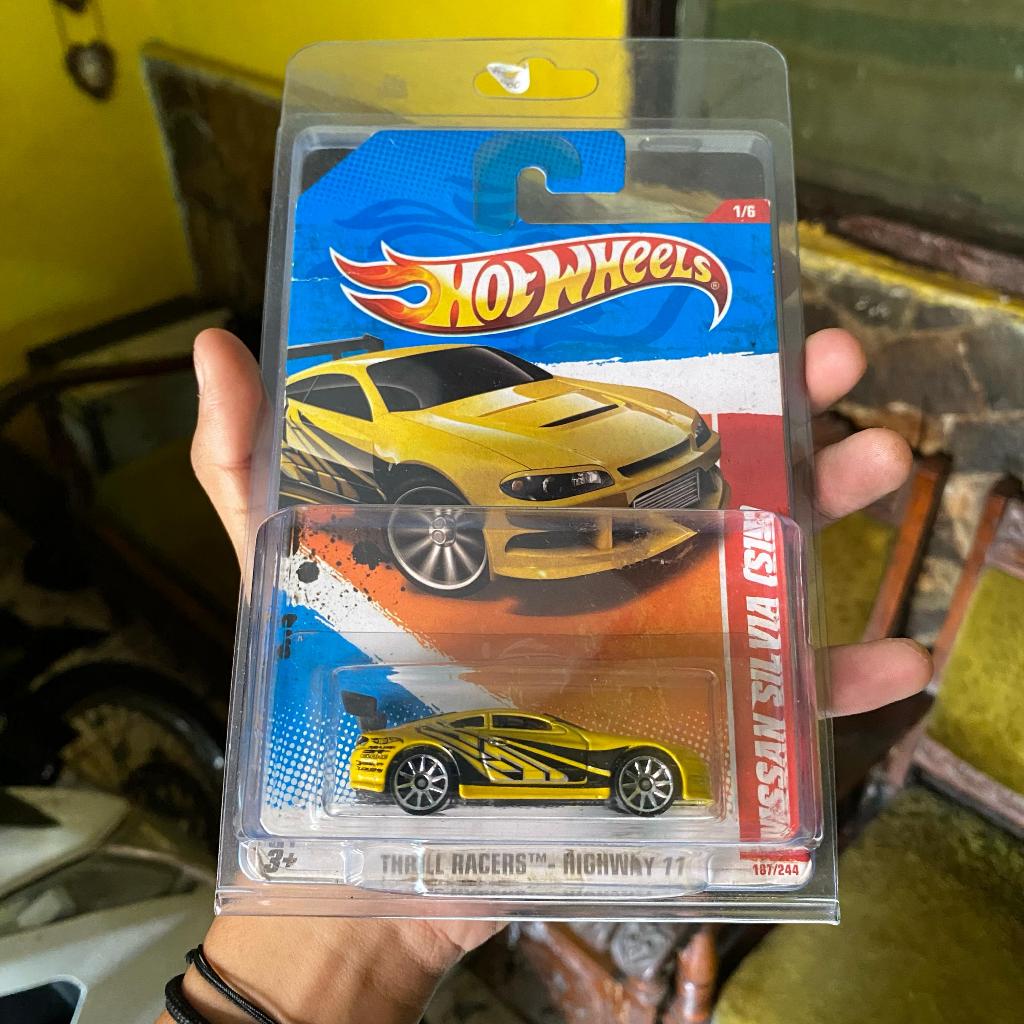 1/6
HOT WHEELS®
NISSAN SILVIA (S15)
3+
THRILL RACERS™ - HIGHWAY 11
187/244